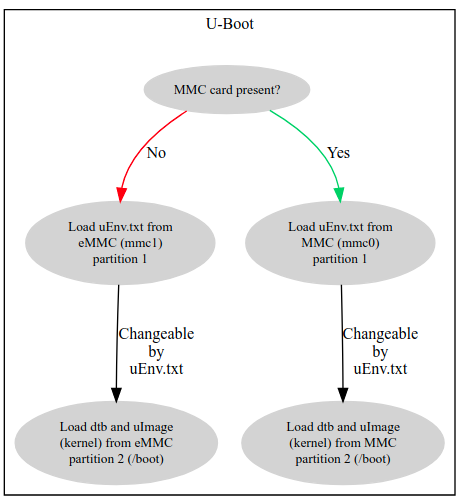 U-Boot
MMC card present?
No
Yes
Load uEnv.txt from
eMMC (mmc1)
partition 1
Load uEnv.txt from
MMC (mmc0)
partition 1
Changeable
by
uEnv.txt
Changeable
by
uEnv.txt
Load dtb and uImage
(kernel) from eMMC
partition 2 (/boot)
Load dtb and uImage
(kernel) from MMC
partition 2 (/boot)